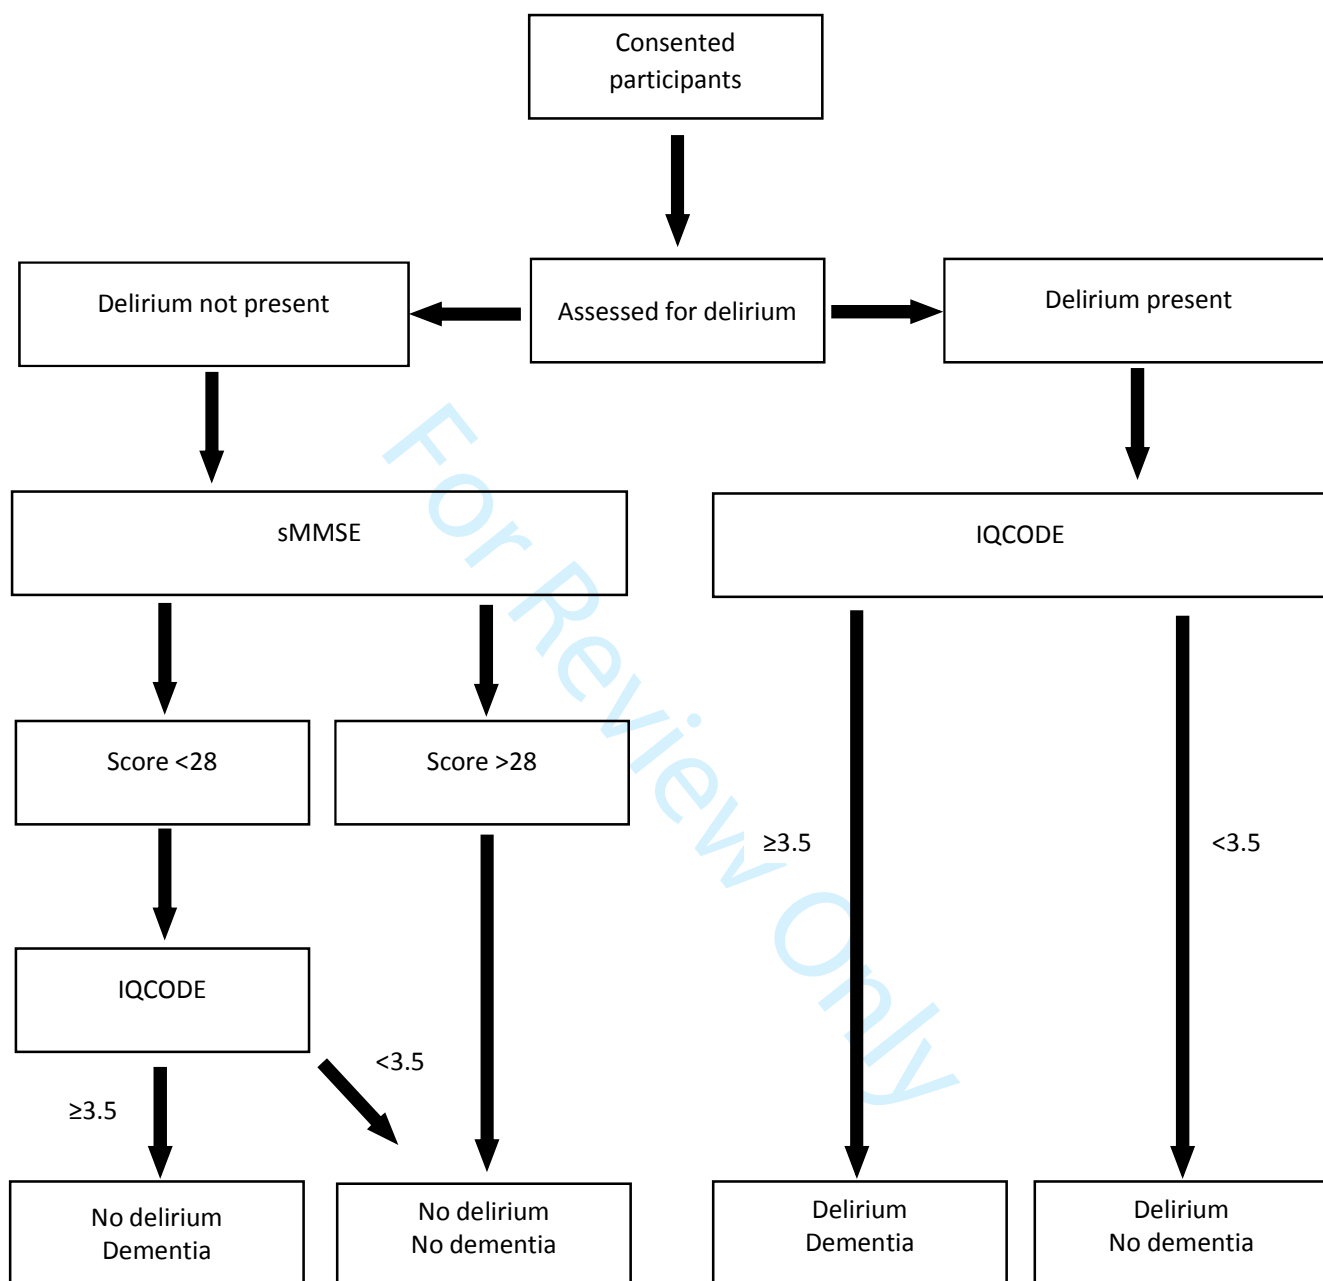 Consented
participants
Delirium not present
Assessed for delirium
Delirium present
sMMSE
IQCODE
Score <28
Score >28
≥3.5
<3.5
IQCODE
<3.5
≥3.5
No delirium
Dementia
No delirium
No dementia
Delirium
Dementia
Delirium
No dementia
For Review Only